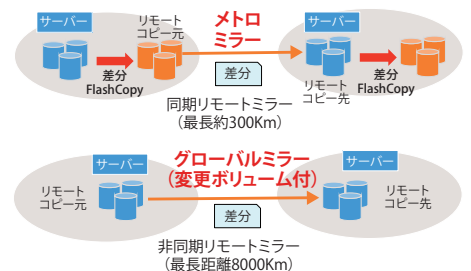 サーバー
リモート
コピー元
差分
FlashCopy
メトロ
ミラー
差分
同期リモートミラー
(最長約300Km)
サーバー
リモート
コピー先
差分
FlashCopy
サーバー
リモート
コピー元
グローバルミラー
(変更ボリューム付)
差分
非同期リモートミラー
(最長距離8000Km)
サーバー
リモート
コピー先